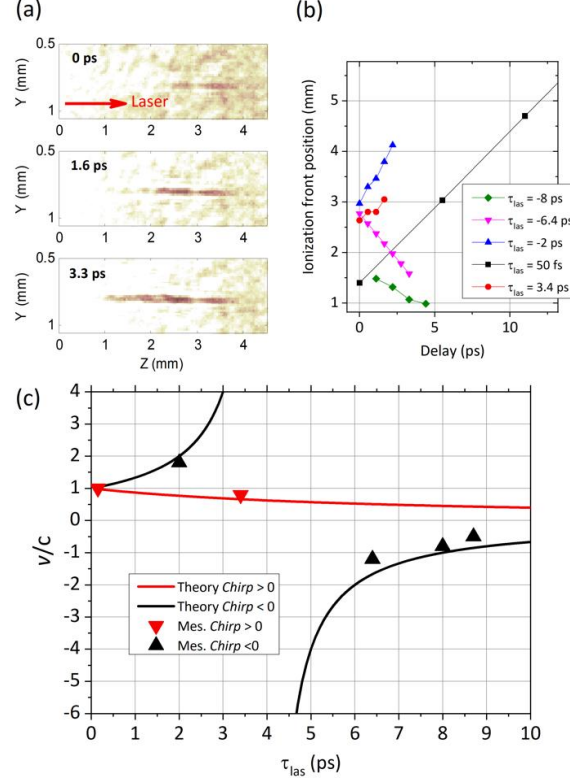 (a)
0.5
0 ps
Y (mm)
Laser
1
0 1 2 3 4
0.5
1.6 ps
Y (mm)
1
0 1 2 3 4
0.5
3.3 ps
Y (mm)
1
0 1 2 3 4
Z (mm)
(b)
Ionization front position (mm)
5
4
3
2
1
τlas = -8 ps
τlas = -6.4 ps
τlas = -2 ps
τlas = 50 fs
τlas = 3.4 ps
0 5 10
Delay (ps)
(c)
4
3
2
1
0
-1
-2
-3
-4
-5
-6
v/c
Theory Chirp > 0
Theory Chirp < 0
Mes. Chirp > 0
Mes. Chirp <0
0 1 2 3 4 5 6 7 8 9 10
τlas (ps)